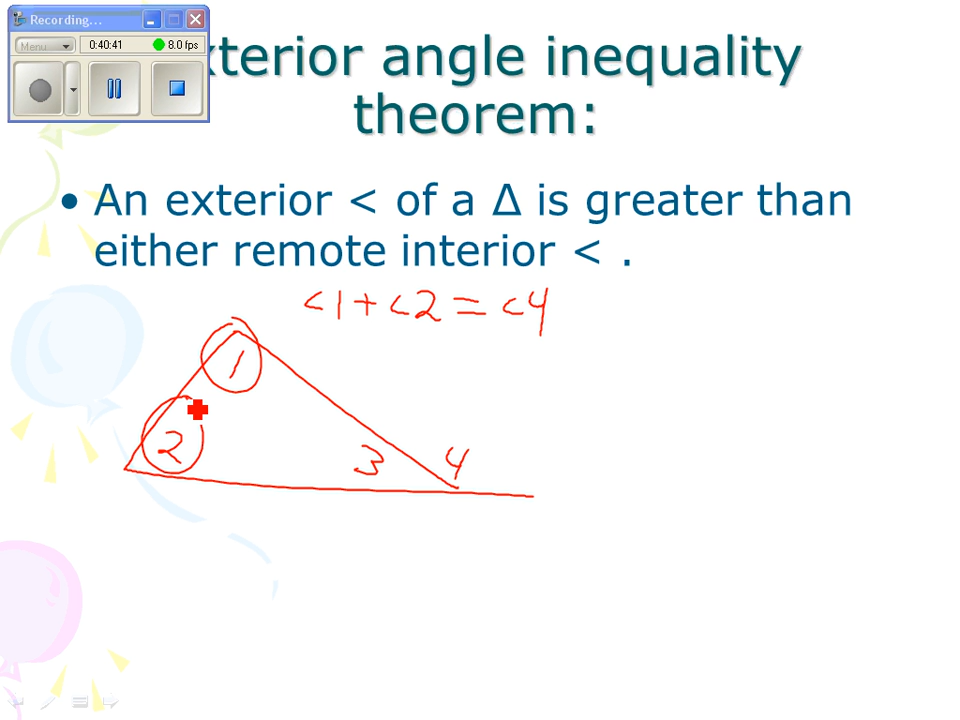 Recording...
Menu
0:40:41
8.0 fps
xterior angle inequality
theorem:
• An exterior < of a Δ is greater than
either remote interior < .
<1 + <2 = <4
1
2
3
4